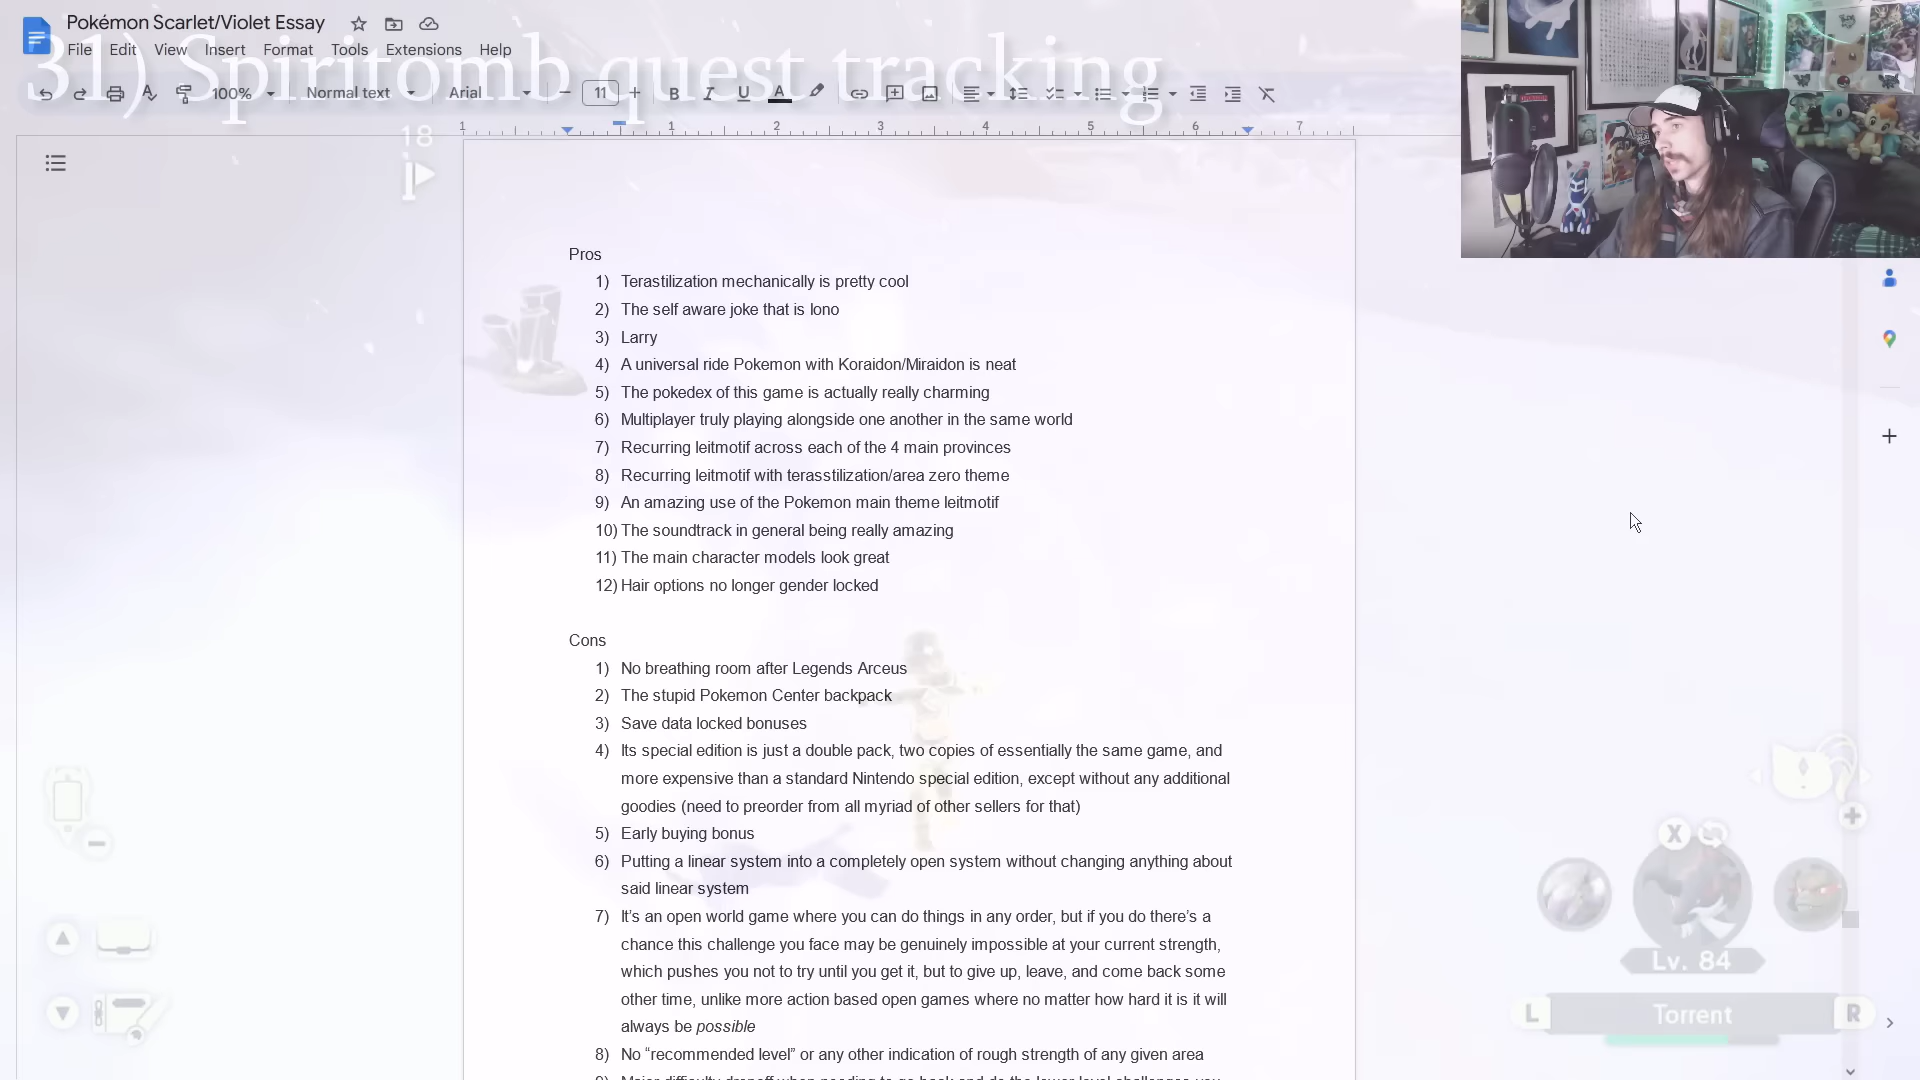 Pokémon Scarlet/Violet Essay
File Edit View Insert Format Tools Extensions Help
31) Spiritomb quest tracking
100% Normal text Arial 11
1 1 2 3 4 5 6 7
18
Pros
1) Terastilization mechanically is pretty cool
2) The self aware joke that is Iono
3) Larry
4) A universal ride Pokemon with Koraidon/Miraidon is neat
5) The pokedex of this game is actually really charming
6) Multiplayer truly playing alongside one another in the same world
7) Recurring leitmotif across each of the 4 main provinces
8) Recurring leitmotif with terasstilization/area zero theme
9) An amazing use of the Pokemon main theme leitmotif
10) The soundtrack in general being really amazing
11) The main character models look great
12) Hair options no longer gender locked
Cons
1) No breathing room after Legends Arceus
2) The stupid Pokemon Center backpack
3) Save data locked bonuses
4) Its special edition is just a double pack, two copies of essentially the same game, and
more expensive than a standard Nintendo special edition, except without any additional
goodies (need to preorder from all myriad of other sellers for that)
5) Early buying bonus
6) Putting a linear system into a completely open system without changing anything about
said linear system
7) It’s an open world game where you can do things in any order, but if you do there’s a
chance this challenge you face may be genuinely impossible at your current strength,
which pushes you not to try until you get it, but to give up, leave, and come back some
other time, unlike more action based open games where no matter how hard it is it will
always be possible
8) No “recommended level” or any other indication of rough strength of any given area
X
Lv. 84
L Torrent R